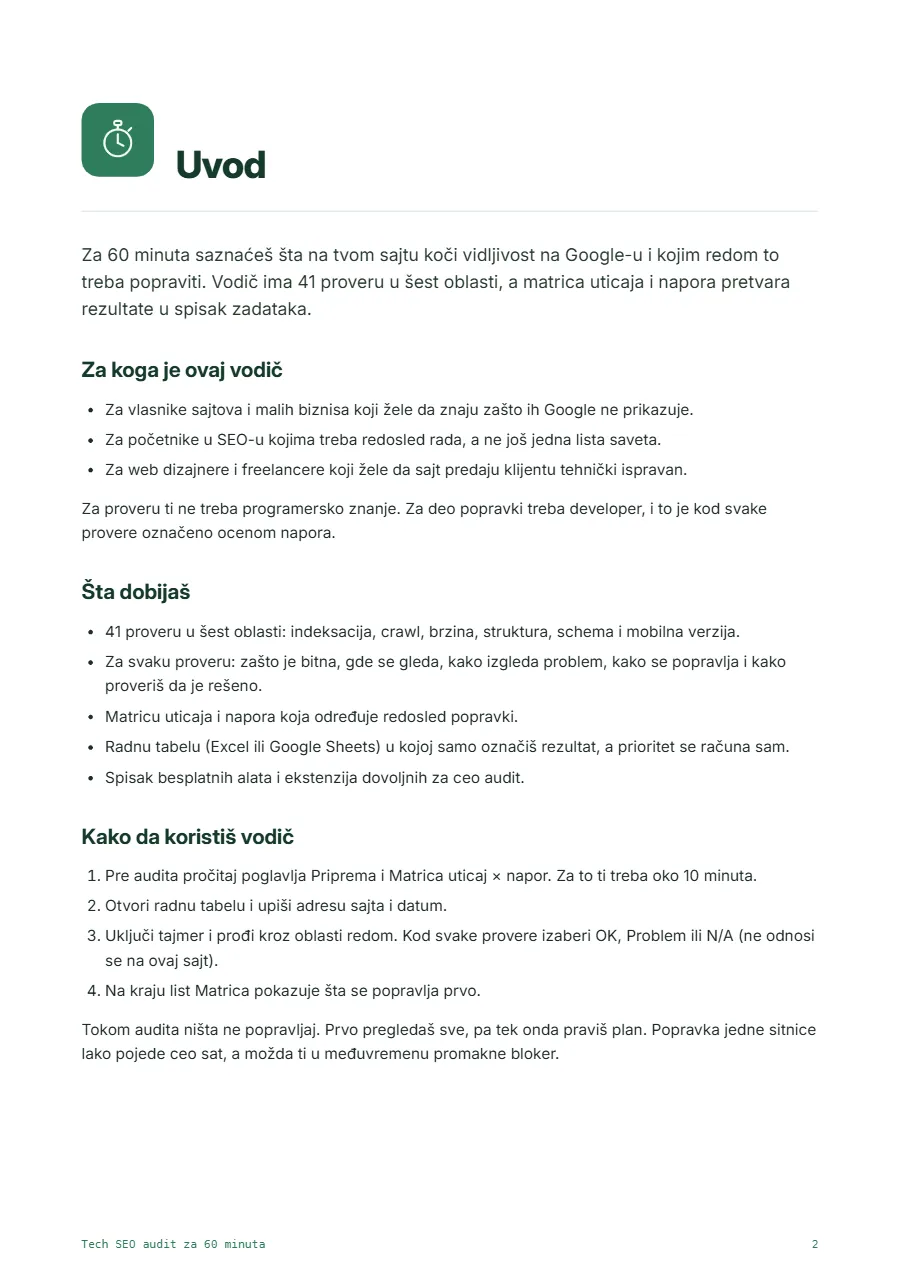 Uvod
Za 60 minuta saznaćeš šta na tvom sajtu koči vidljivost na Google-u i kojim redom to
treba popraviti. Vodič ima 41 proveru u šest oblasti, a matrica uticaja i napora pretvara
rezultate u spisak zadataka.
Za koga je ovaj vodič
• Za vlasnike sajtova i malih biznisa koji žele da znaju zašto ih Google ne prikazuje.
• Za početnike u SEO-u kojima treba redosled rada, a ne još jedna lista saveta.
• Za web dizajnere i freelancere koji žele da sajt predaju klijentu tehnički ispravan.
Za proveru ti ne treba programersko znanje. Za deo popravki treba developer, i to je kod svake
provere označeno ocenom napora.
Šta dobijaš
• 41 proveru u šest oblasti: indeksacija, crawl, brzina, struktura, schema i mobilna verzija.
• Za svaku proveru: zašto je bitna, gde se gleda, kako izgleda problem, kako se popravlja i kako
proveriš da je rešeno.
• Matricu uticaja i napora koja određuje redosled popravki.
• Radnu tabelu (Excel ili Google Sheets) u kojoj samo označiš rezultat, a prioritet se računa sam.
• Spisak besplatnih alata i ekstenzija dovoljnih za ceo audit.
Kako da koristiš vodič
1. Pre audita pročitaj poglavlja Priprema i Matrica uticaj × napor. Za to ti treba oko 10 minuta.
2. Otvori radnu tabelu i upiši adresu sajta i datum.
3. Uključi tajmer i prođi kroz oblasti redom. Kod svake provere izaberi OK, Problem ili N/A (ne odnosi
se na ovaj sajt).
4. Na kraju list Matrica pokazuje šta se popravlja prvo.
Tokom audita ništa ne popravljaj. Prvo pregledaš sve, pa tek onda praviš plan. Popravka jedne sitnice
lako pojede ceo sat, a možda ti u međuvremenu promakne bloker.
Tech SEO audit za 60 minuta
2